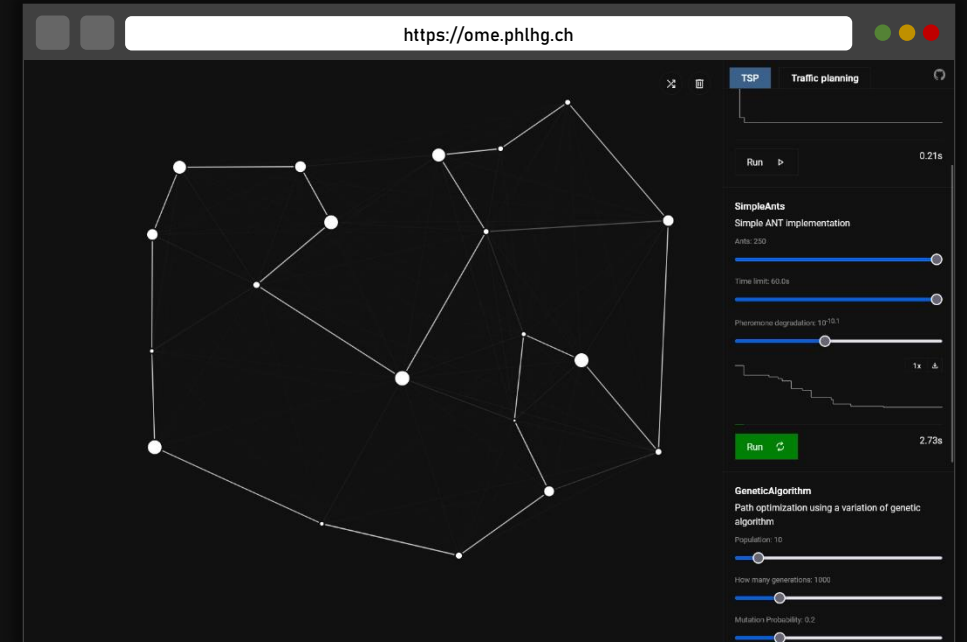 https://ome.phlhg.ch
TSP
Traffic planning
Run
0.21s
SimpleAnts
Simple ANT implementation
Ants: 250
Time limit: 60.0s
Pheromone degradation: 10^-10.1
1x
Run
2.73s
GeneticAlgorithm
Path optimization using a variation of genetic
algorithm
Population: 10
How many generations: 1000
Mutation Probability: 0.2